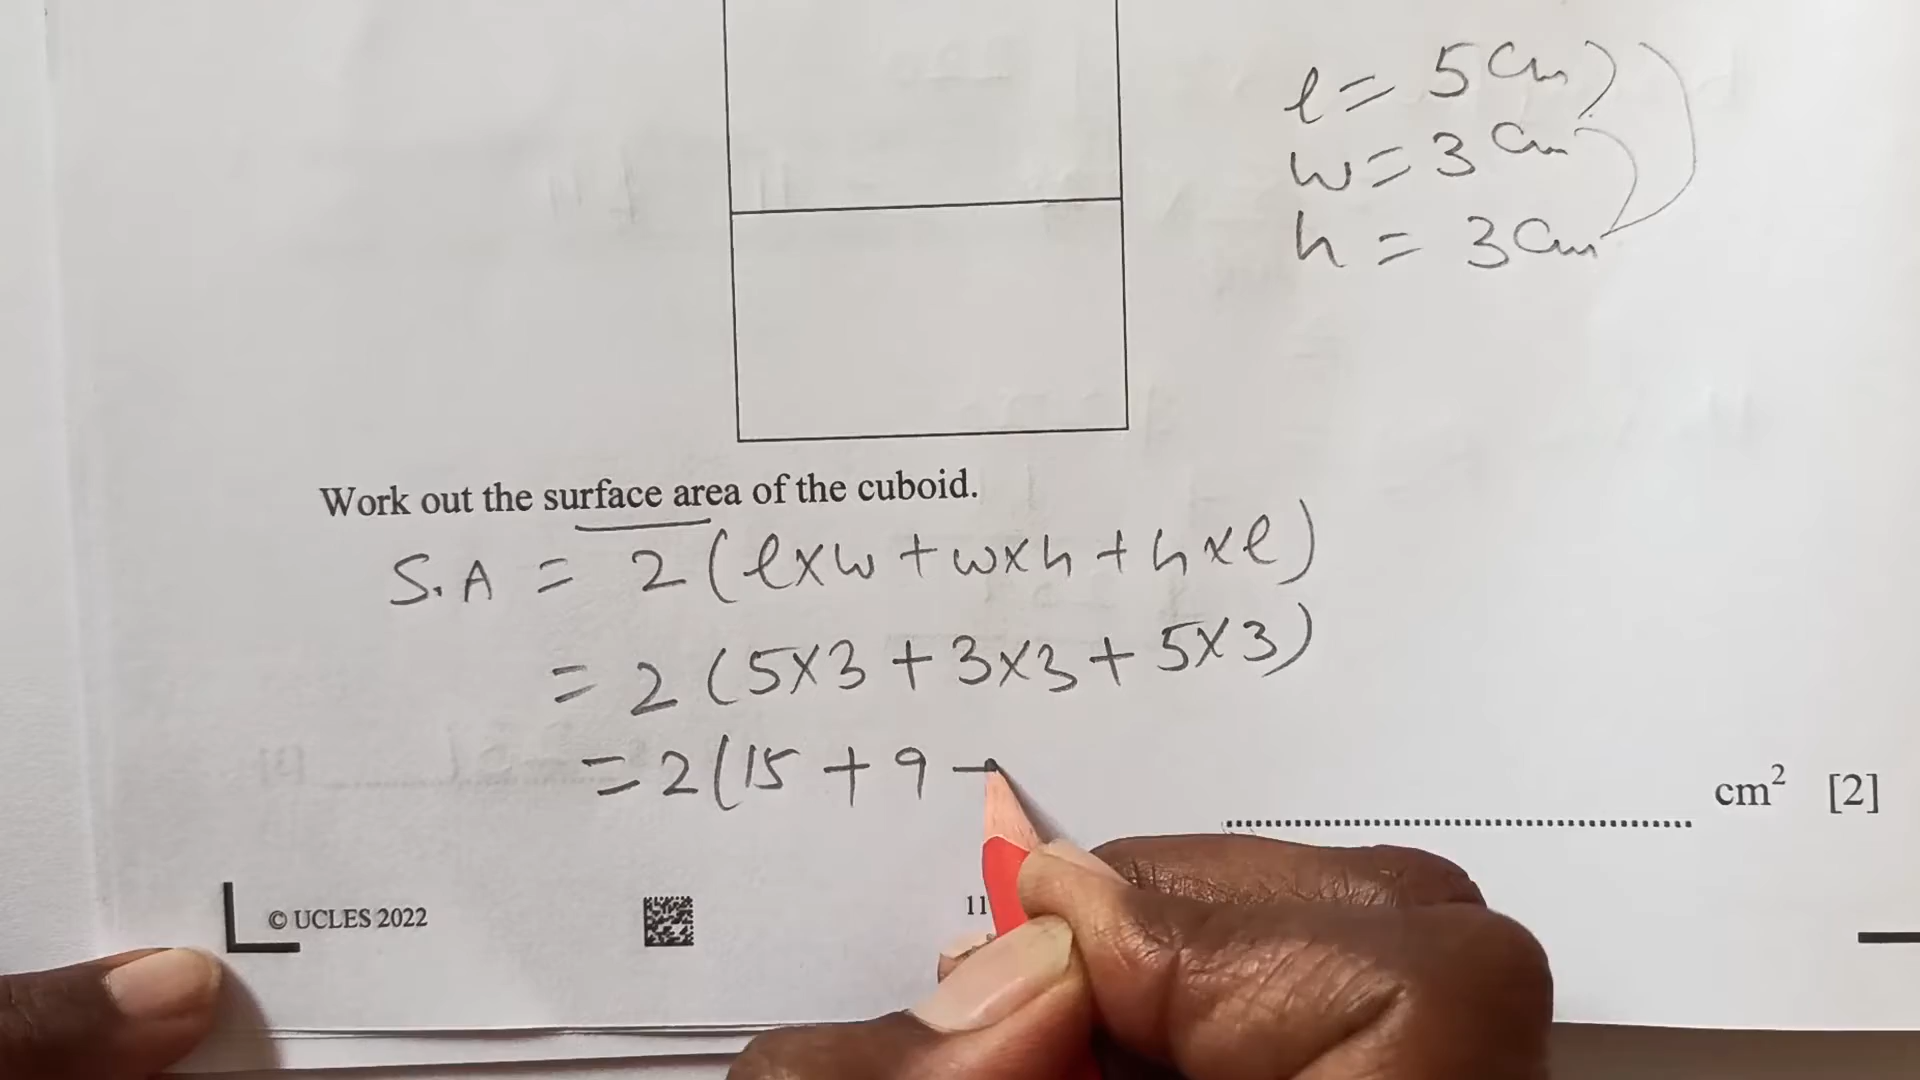 l = 5cm
w = 3cm
h = 3cm
Work out the surface area of the cuboid.
S.A = 2(l×w + w×h + h×l)
= 2(5×3 + 3×3 + 5×3)
= 2(15 + 9 -
cm² [2]
© UCLES 2022
11